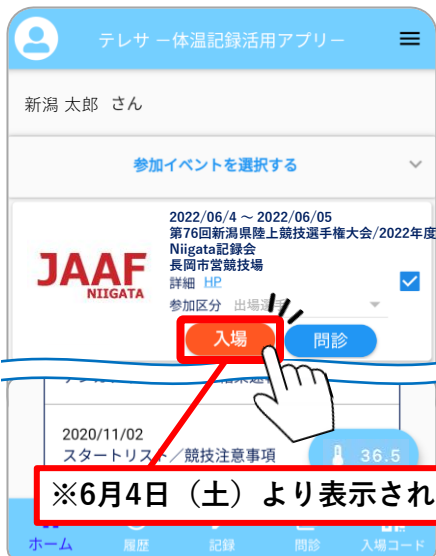 テレサ －体温記録活用アプリ－
新潟 太郎 さん
参加イベントを選択する
2022/06/4 ～ 2022/06/05
第76回新潟県陸上競技選手権大会/2022年度
Niigata記録会
長岡市営競技場
詳細 HP
参加区分 出場選手
JAAF
NIIGATA
入場
問診
2020/11/02
スタートリスト／競技注意事項
36.5
※6月4日（土）より表示され
ホーム
履歴
記録
問診
入場コード